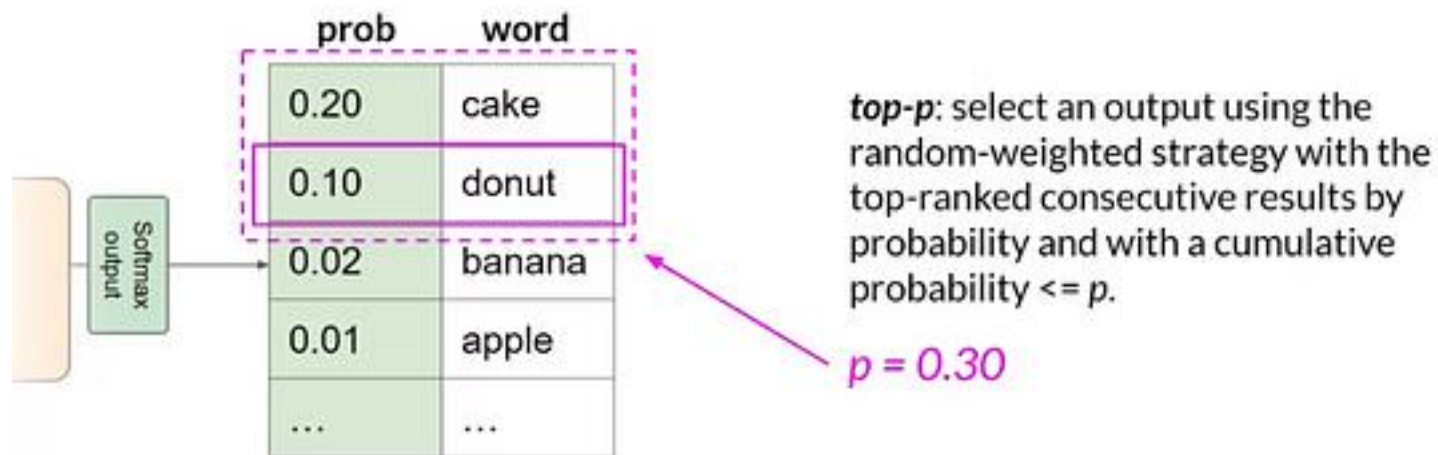 prob word
0.20 cake
0.10 donut
0.02 banana
0.01 apple
... ...
Softmax
output
top-p: select an output using the
random-weighted strategy with the
top-ranked consecutive results by
probability and with a cumulative
probability <= p.
p = 0.30